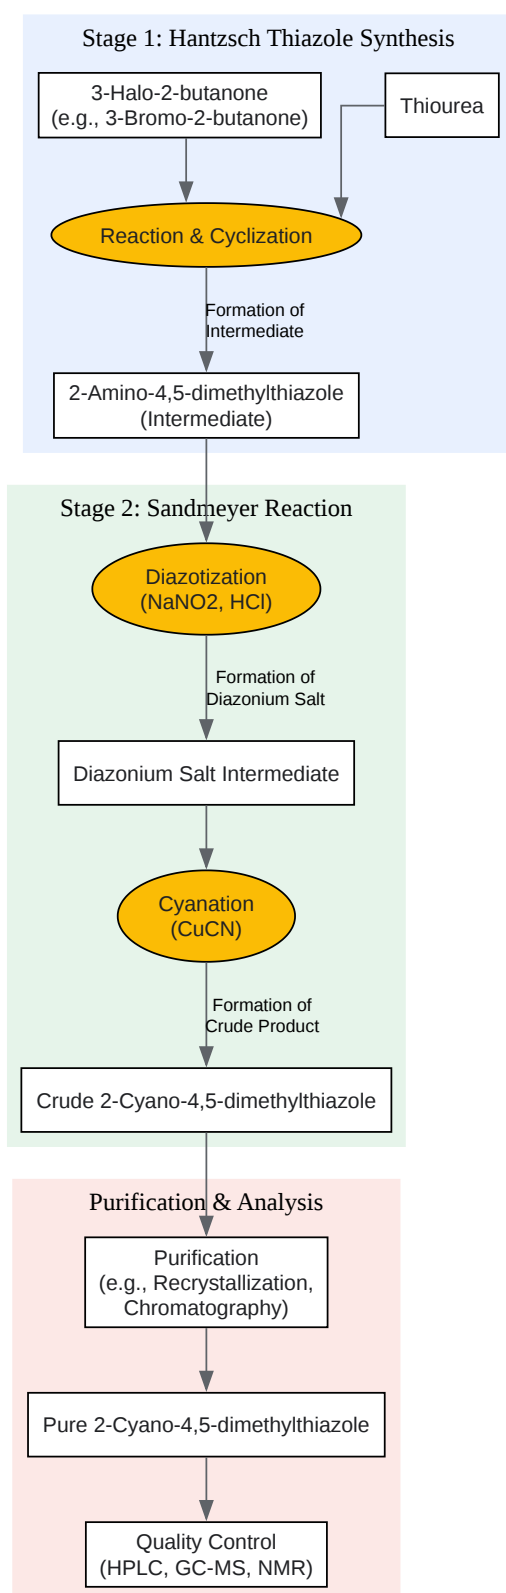 Stage 1: Hantzsch Thiazole Synthesis
3-Halo-2-butanone
(e.g., 3-Bromo-2-butanone)
Thiourea
Reaction & Cyclization
Formation of
Intermediate
2-Amino-4,5-dimethylthiazole
(Intermediate)
Stage 2: Sandmeyer Reaction
Diazotization
(NaNO2, HCl)
Formation of
Diazonium Salt
Diazonium Salt Intermediate
Cyanation
(CuCN)
Formation of
Crude Product
Crude 2-Cyano-4,5-dimethylthiazole
Purification & Analysis
Purification
(e.g., Recrystallization,
Chromatography)
Pure 2-Cyano-4,5-dimethylthiazole
Quality Control
(HPLC, GC-MS, NMR)